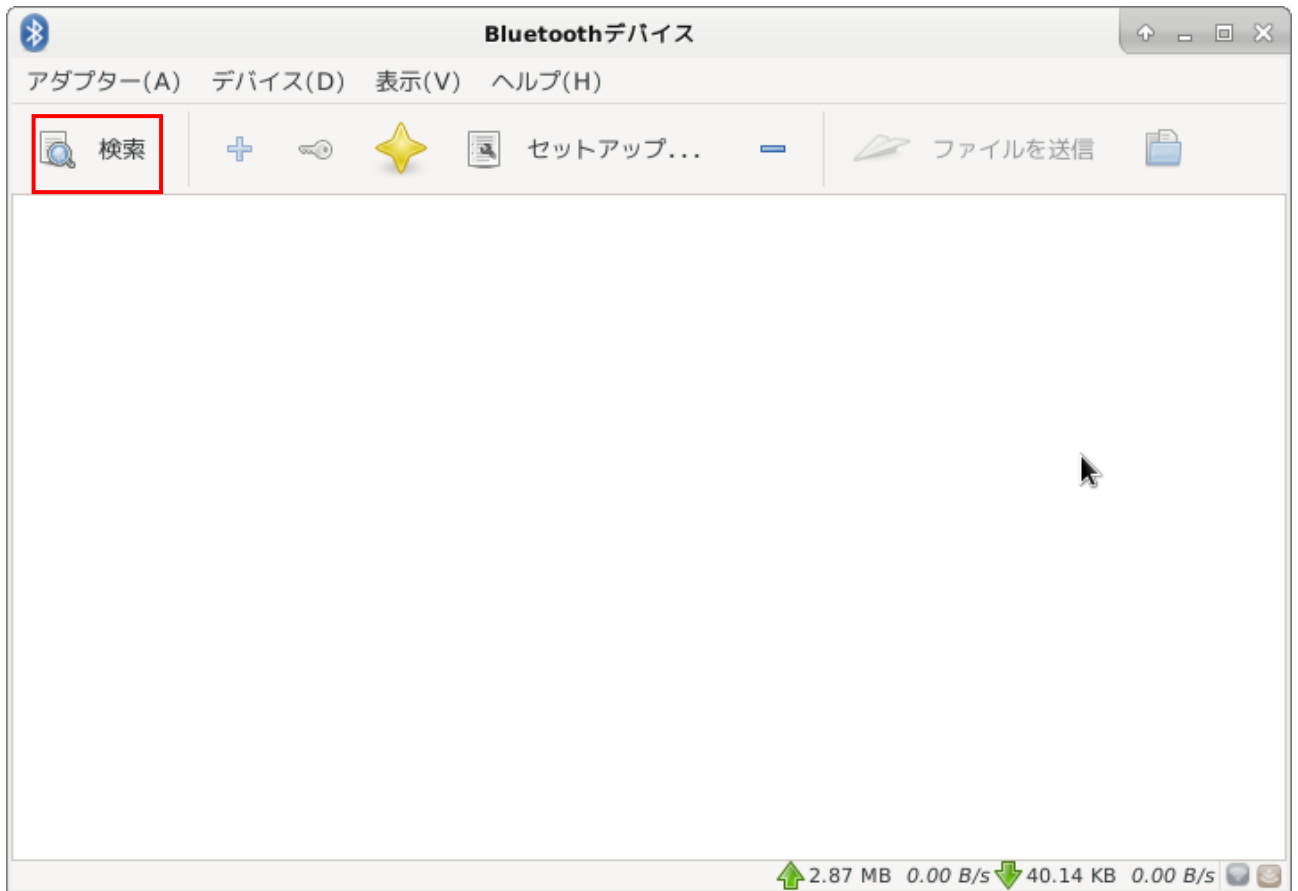 Bluetoothデバイス
アダプター(A) デバイス(D) 表示(V) ヘルプ(H)
検索 セットアップ... ファイルを送信
2.87 MB 0.00 B/s 40.14 KB 0.00 B/s